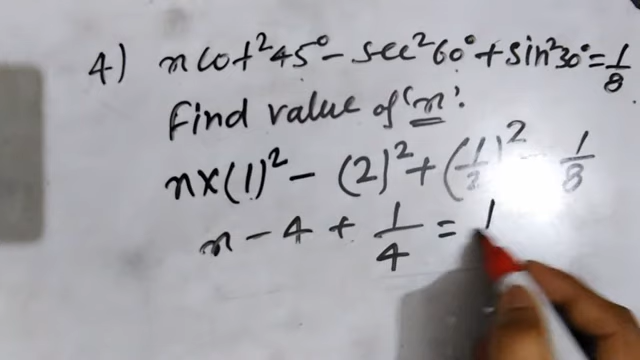 4) x cot²45° - sec²60° + sin²30° = 1/8
Find value of 'x'.
x × (1)² - (2)² + (1/2)² = 1/8
x - 4 + 1/4 = 1